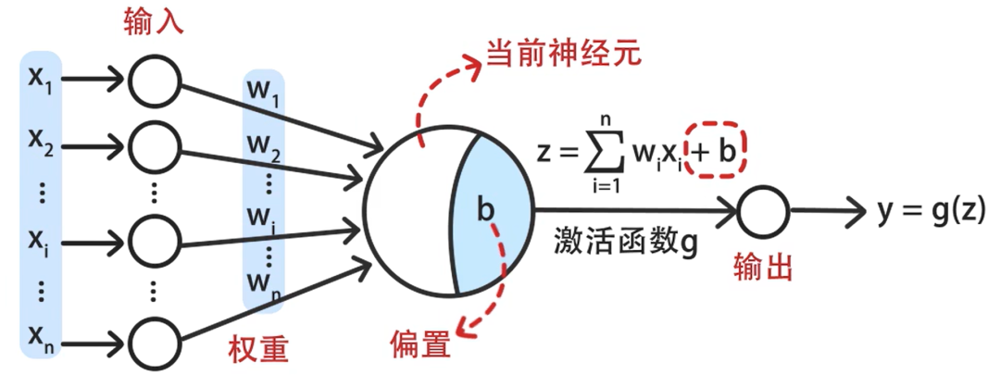 输入
x₁
x₂
⋮
xᵢ
⋮
xₙ
⋮
⋮
w₁
w₂
⋮
wᵢ
⋮
wₙ
权重
当前神经元
b
偏置
z = ∑ᵢ₌₁ⁿ wᵢxᵢ + b
激活函数g
输出
y = g(z)